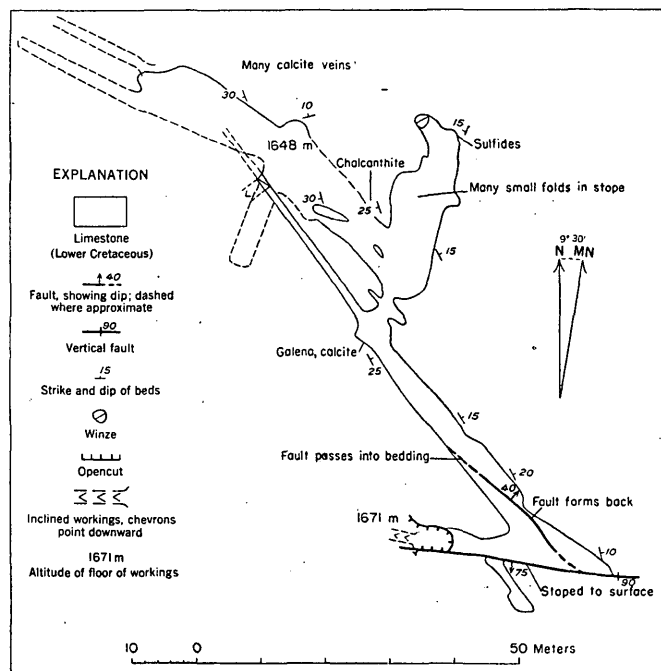 Many calcite veins
30
10
1648 m
15
Sulfides
Chalcanthite
Many small folds in stope
30
25
15
9° 30'
N MN
EXPLANATION
Limestone
(Lower Cretaceous)
40
Fault, showing dip; dashed
where approximate
90
Vertical fault
15
Strike and dip of beds
Winze
Opencut
Inclined workings, chevrons
point downward
1671 m
Altitude of floor of workings
Galena, calcite
25
15
Fault passes into bedding
20
40
Fault forms back
1671 m
10
75
Stoped to surface
90
10 0 50 Meters